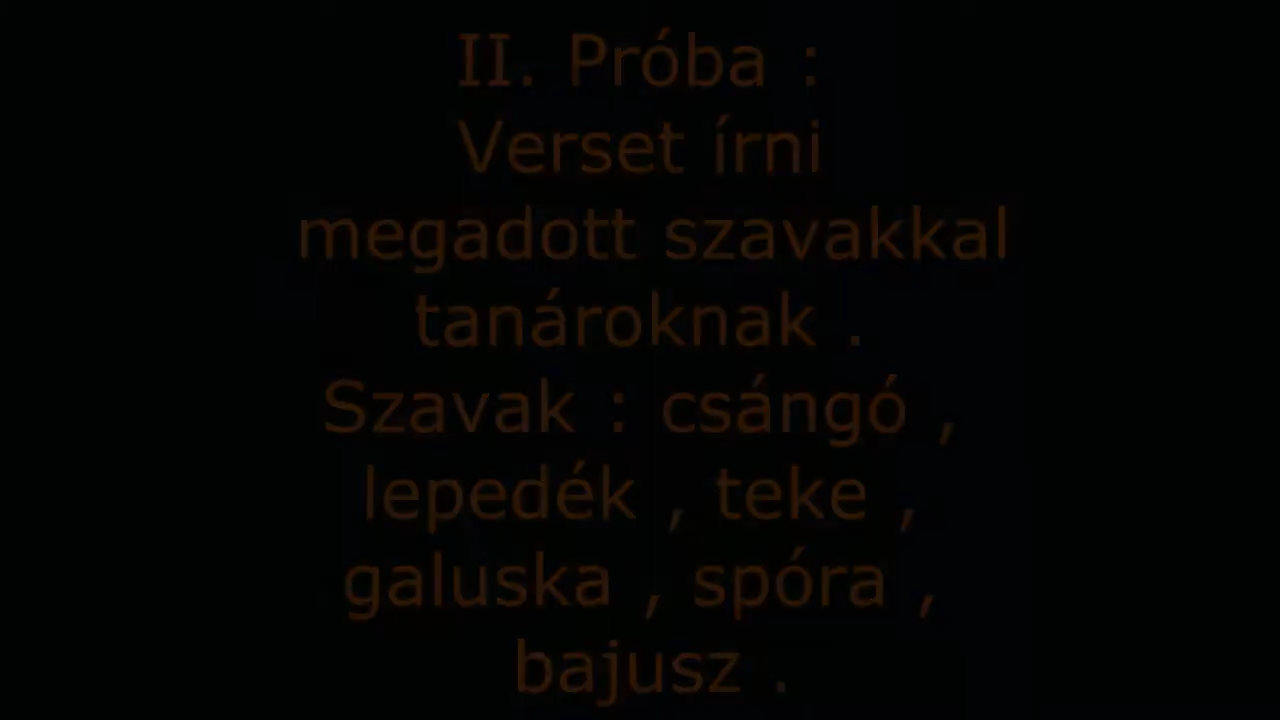 II. Próba :
Verset írni
megadott szavakkal
tanároknak .
Szavak : csángó ,
lepedék , teke ,
galuska , spóra ,
bajusz .